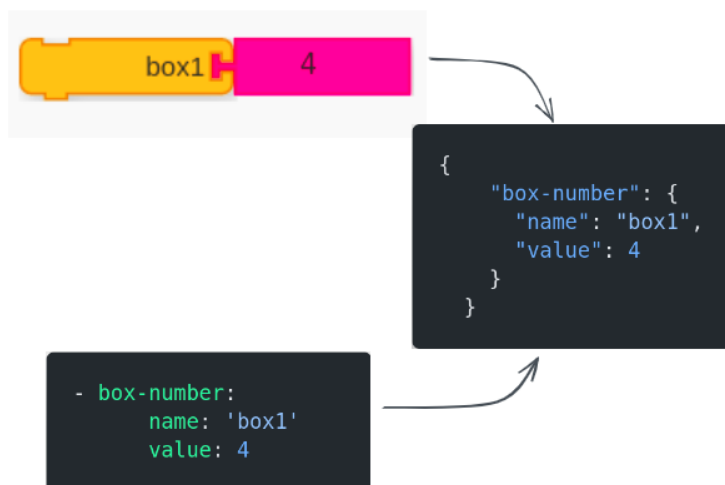 box1 4
{
"box-number": {
"name": "box1",
"value": 4
}
}
- box-number:
name: 'box1'
value: 4